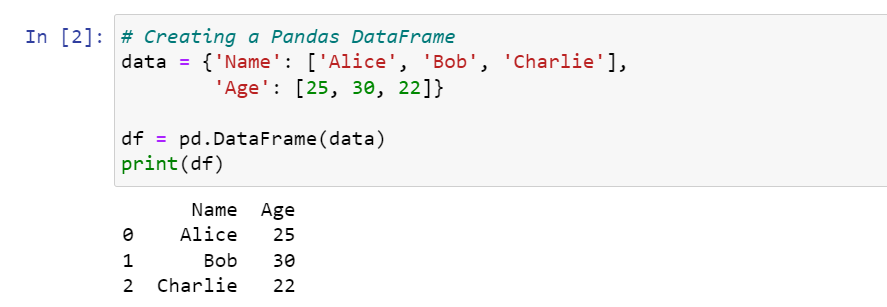 In [2]: # Creating a Pandas DataFrame
data = {'Name': ['Alice', 'Bob', 'Charlie'],
        'Age': [25, 30, 22]}
df = pd.DataFrame(data)
print(df)
      Name  Age
0    Alice   25
1      Bob   30
2  Charlie   22